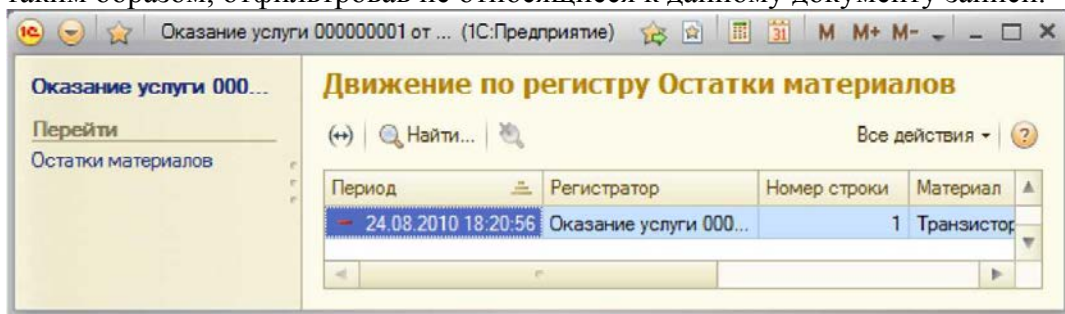 таким образом, отфильтровав не относящиеся к данному документу записи.
Оказание услуги 000000001 от ... (1С:Предприятие) 31 M M+ M-
Оказание услуги 000...
Перейти
Остатки материалов
Движение по регистру Остатки материалов
Найти... Все действия
Период Регистратор Номер строки Материал
24.08.2010 18:20:56 Оказание услуги 000... 1 Транзистор